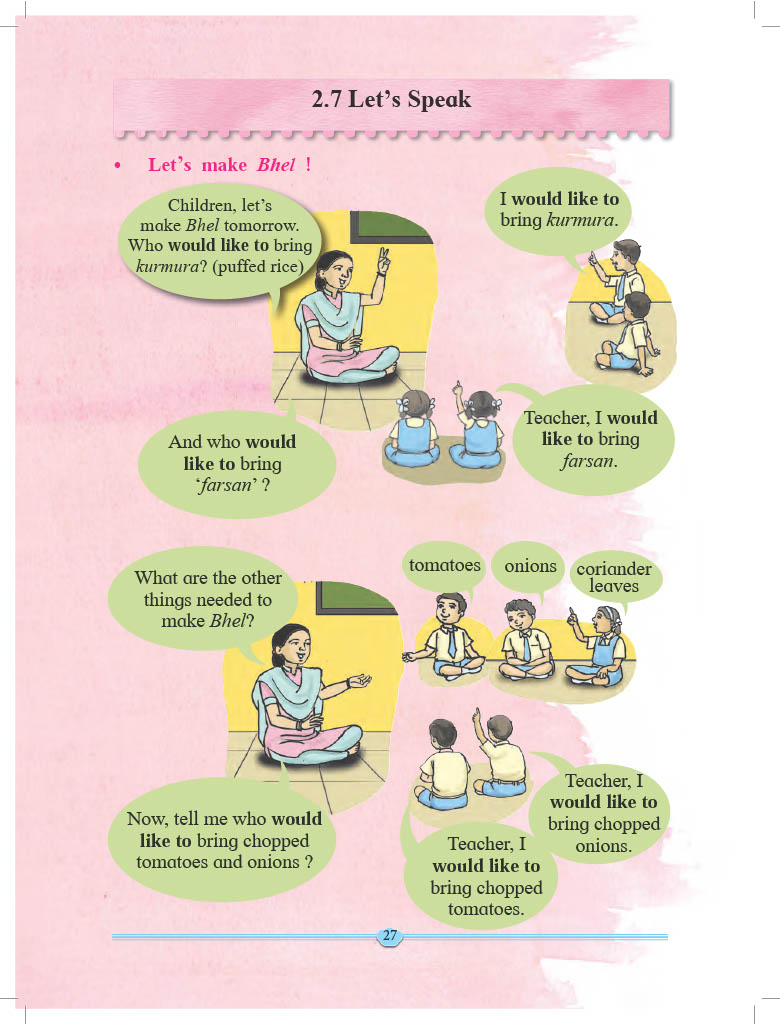 2.7 Let’s Speak
• Let’s make Bhel !
Children, let’s
make Bhel tomorrow.
Who would like to bring
kurmura? (puffed rice)
I would like to
bring kurmura.
And who would
like to bring
‘farsan’ ?
Teacher, I would
like to bring
farsan.
What are the other
things needed to
make Bhel?
tomatoes
onions
coriander
leaves
Now, tell me who would
like to bring chopped
tomatoes and onions ?
Teacher, I
would like to
bring chopped
tomatoes.
Teacher, I
would like to
bring chopped
onions.
27